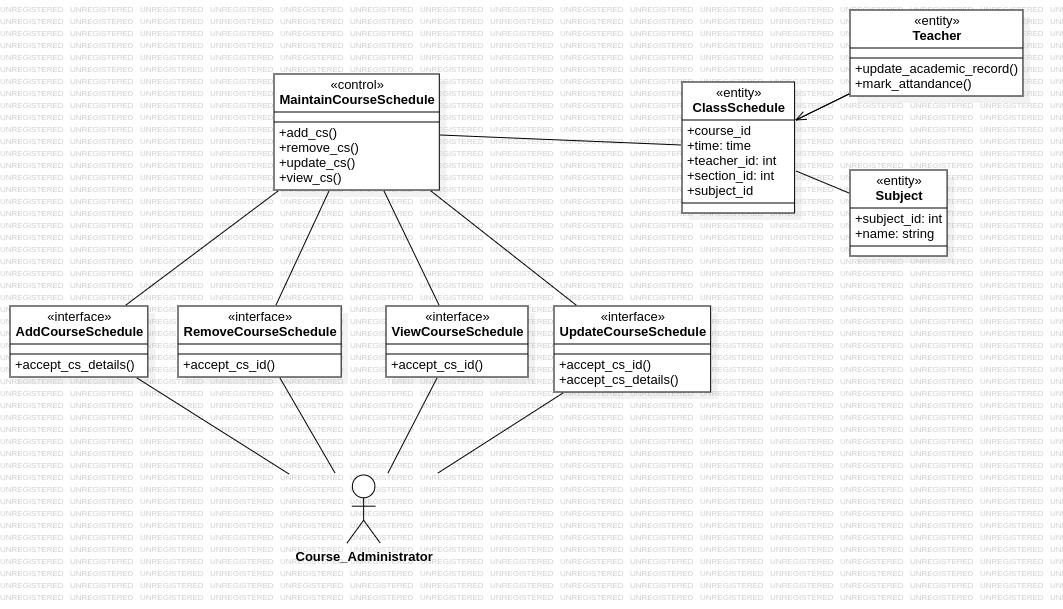 «entity»
Teacher
+update_academic_record()
+mark_attandance()
«control»
MaintainCourseSchedule
+add_cs()
+remove_cs()
+update_cs()
+view_cs()
«entity»
ClassSchedule
+course_id
+time: time
+teacher_id: int
+section_id: int
+subject_id
«entity»
Subject
+subject_id: int
+name: string
«interface»
AddCourseSchedule
+accept_cs_details()
«interface»
RemoveCourseSchedule
+accept_cs_id()
«interface»
ViewCourseSchedule
+accept_cs_id()
«interface»
UpdateCourseSchedule
+accept_cs_id()
+accept_cs_details()
Course_Administrator
UNREGISTERED